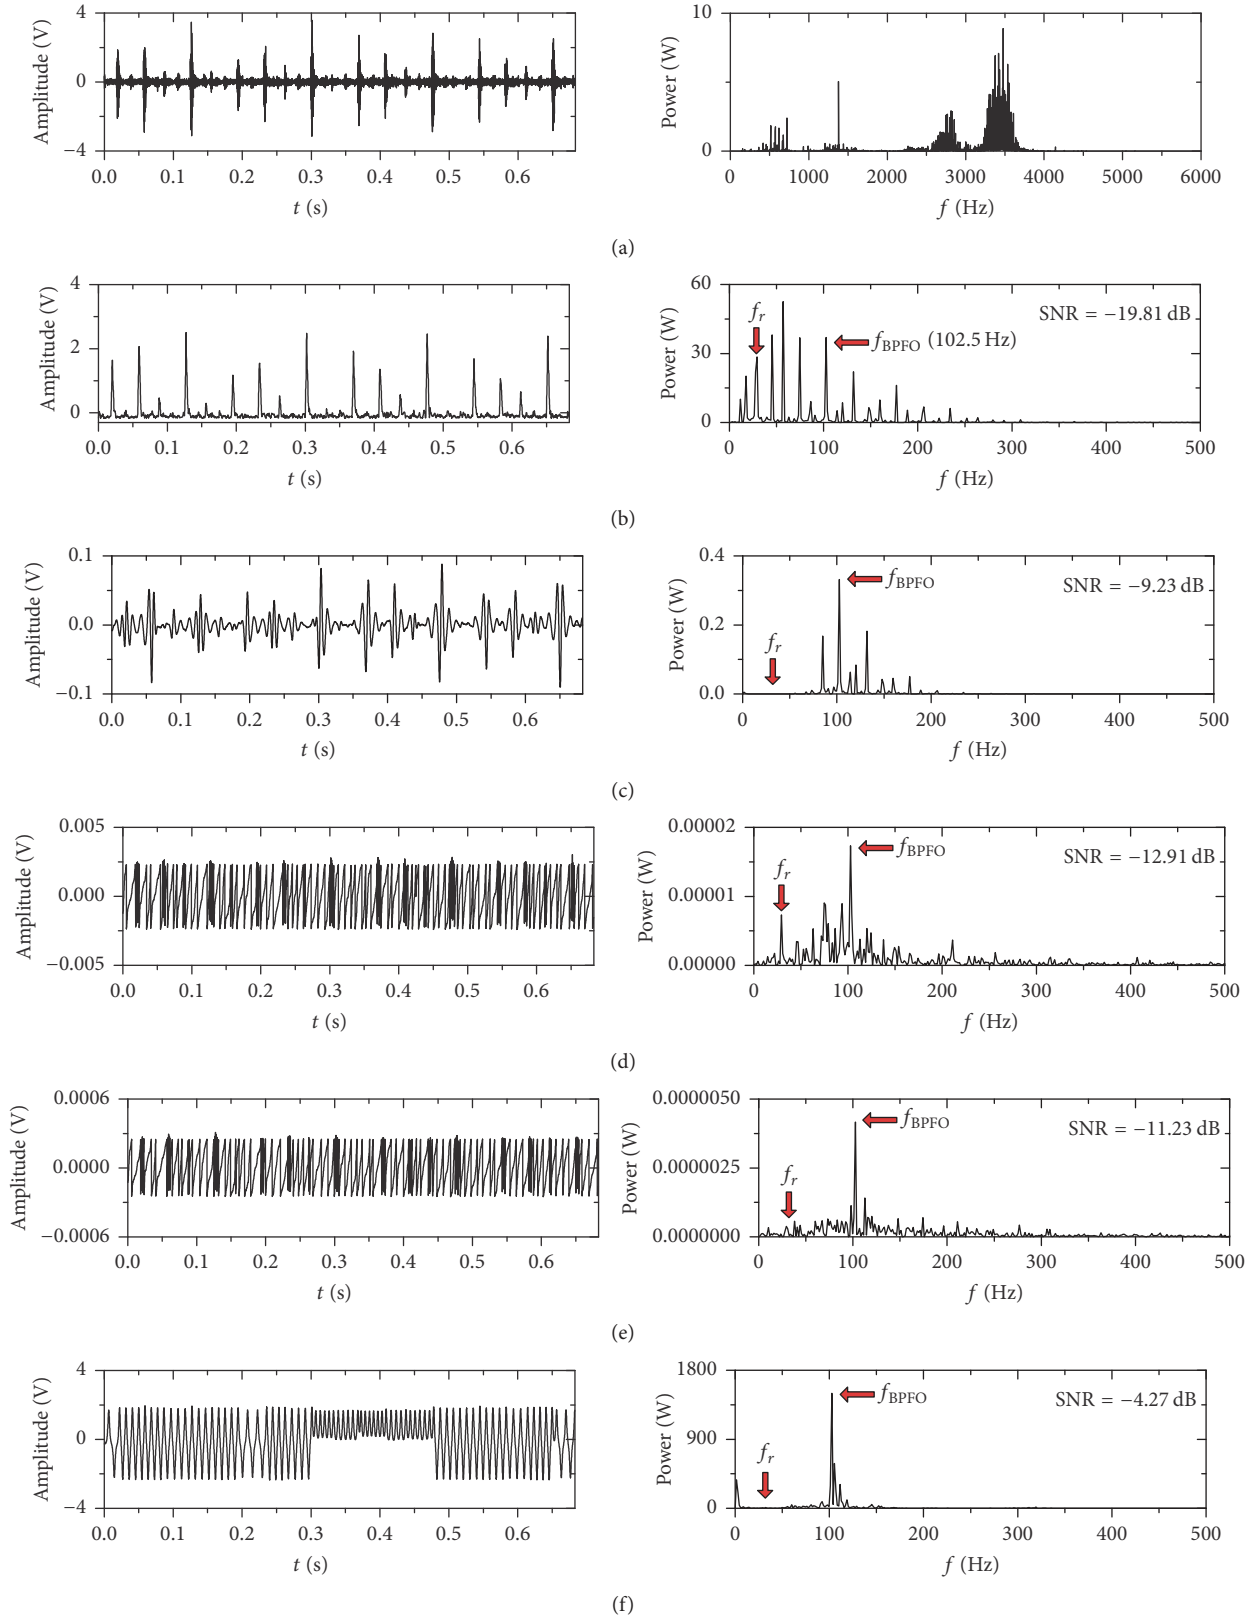 4
0
−4
Amplitude (V)
0.0 0.1 0.2 0.3 0.4 0.5 0.6
t (s)
10
5
0
Power (W)
0 1000 2000 3000 4000 5000 6000
f (Hz)
(a)
4
2
0
Amplitude (V)
0.0 0.1 0.2 0.3 0.4 0.5 0.6
t (s)
60
30
0
Power (W)
f_r
f_BPFO (102.5 Hz)
SNR = −19.81 dB
0 100 200 300 400 500
f (Hz)
(b)
0.1
0.0
−0.1
Amplitude (V)
0.0 0.1 0.2 0.3 0.4 0.5 0.6
t (s)
0.4
0.2
0.0
Power (W)
f_r
f_BPFO
SNR = −9.23 dB
0 100 200 300 400 500
f (Hz)
(c)
0.005
0.000
−0.005
Amplitude (V)
0.0 0.1 0.2 0.3 0.4 0.5 0.6
t (s)
0.00002
0.00001
0.00000
Power (W)
f_r
f_BPFO
SNR = −12.91 dB
0 100 200 300 400 500
f (Hz)
(d)
0.0006
0.0000
−0.0006
Amplitude (V)
0.0 0.1 0.2 0.3 0.4 0.5 0.6
t (s)
0.0000050
0.0000025
0.0000000
Power (W)
f_r
f_BPFO
SNR = −11.23 dB
0 100 200 300 400 500
f (Hz)
(e)
4
0
−4
Amplitude (V)
0.0 0.1 0.2 0.3 0.4 0.5 0.6
t (s)
1800
900
0
Power (W)
f_r
f_BPFO
SNR = −4.27 dB
0 100 200 300 400 500
f (Hz)
(f)